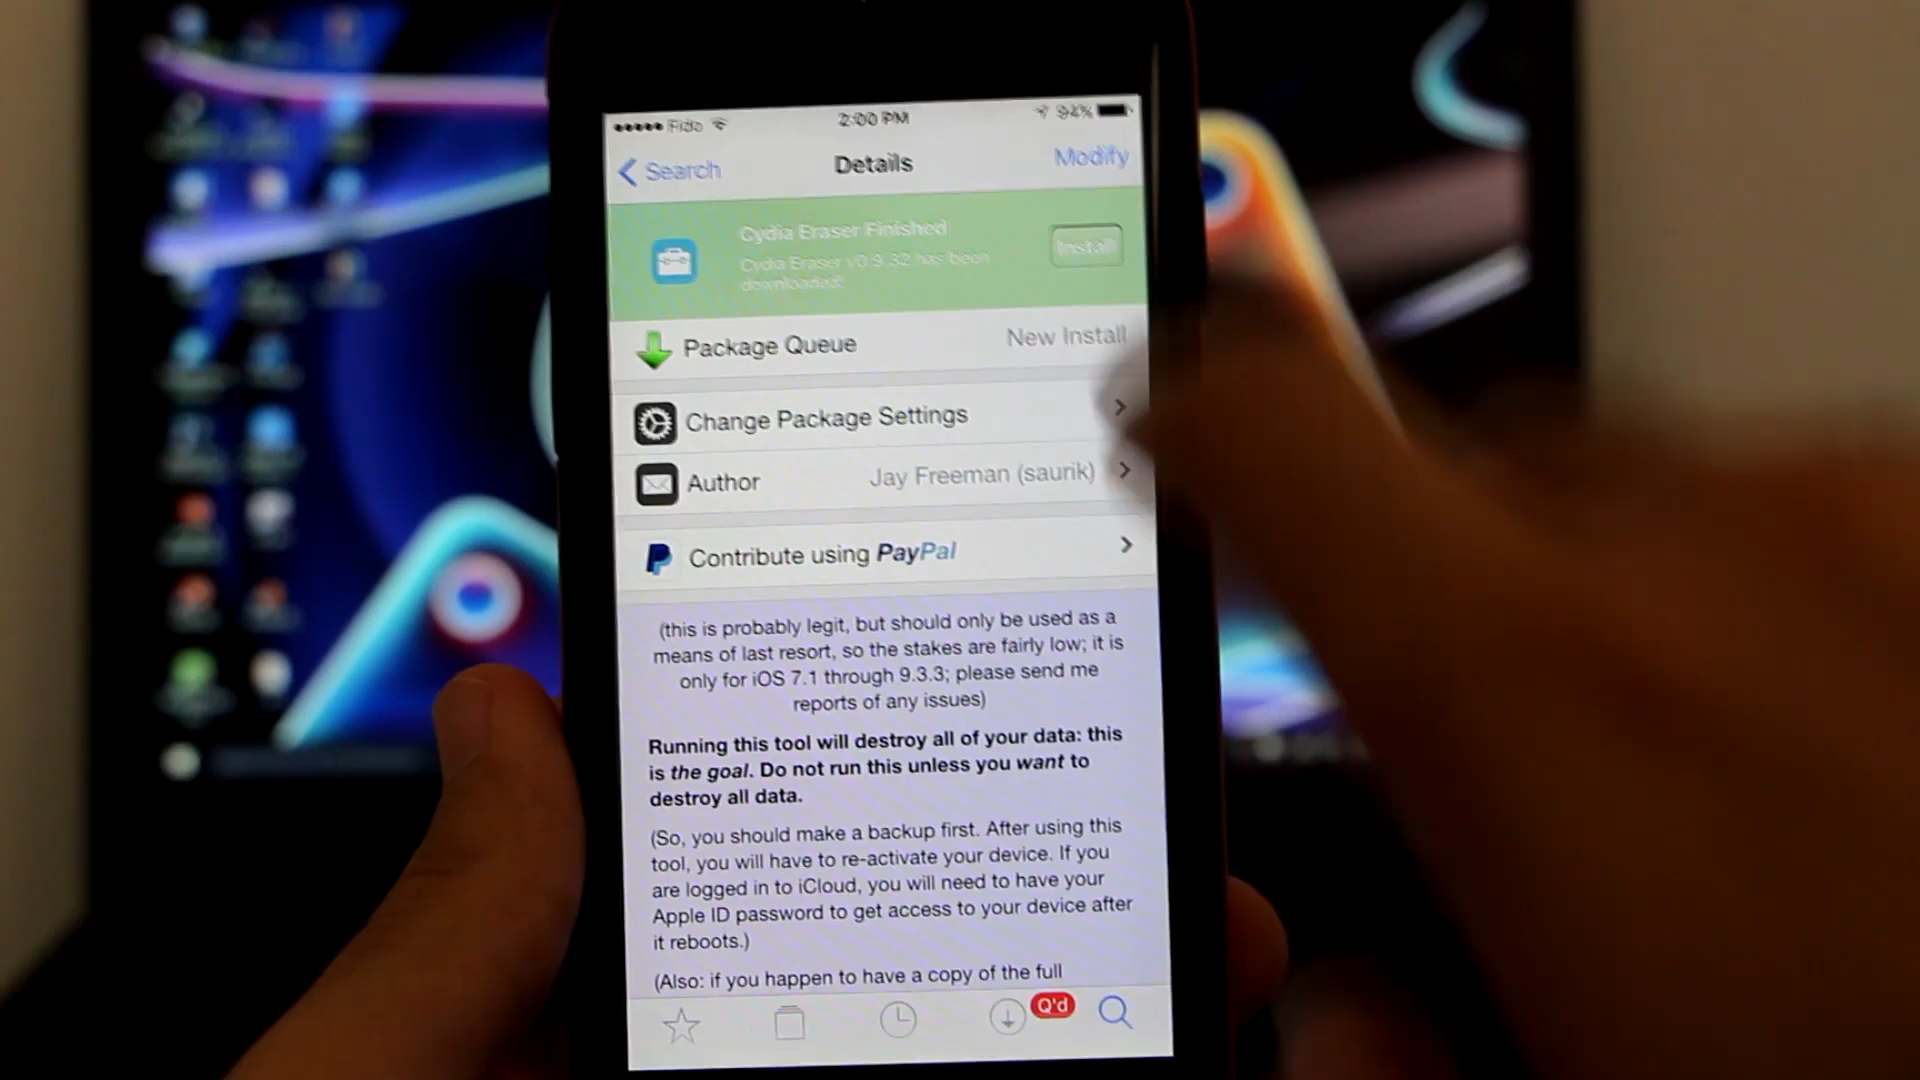 Fido
2:00 PM
94%
Search
Details
Modify
Cydia Eraser Finished
Install
Cydia Eraser v0.9.32 has been
downloaded!
Package Queue
New Install
Change Package Settings
Author
Jay Freeman (saurik)
Contribute using PayPal
(this is probably legit, but should only be used as a
means of last resort, so the stakes are fairly low; it is
only for iOS 7.1 through 9.3.3; please send me
reports of any issues)
Running this tool will destroy all of your data: this
is the goal. Do not run this unless you want to
destroy all data.
(So, you should make a backup first. After using this
tool, you will have to re-activate your device. If you
are logged in to iCloud, you will need to have your
Apple ID password to get access to your device after
it reboots.)
(Also: if you happen to have a copy of the full
Q'd